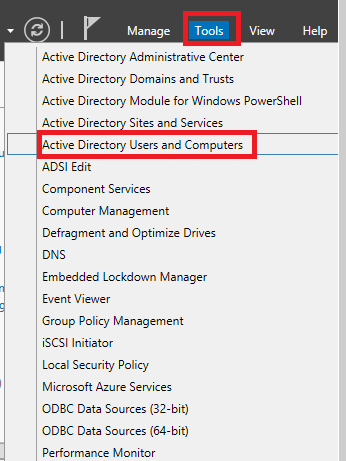 Manage Tools View Help
Active Directory Administrative Center
Active Directory Domains and Trusts
Active Directory Module for Windows PowerShell
Active Directory Sites and Services
Active Directory Users and Computers
ADSI Edit
Component Services
Computer Management
Defragment and Optimize Drives
DNS
Embedded Lockdown Manager
Event Viewer
Group Policy Management
iSCSI Initiator
Local Security Policy
Microsoft Azure Services
ODBC Data Sources (32-bit)
ODBC Data Sources (64-bit)
Performance Monitor